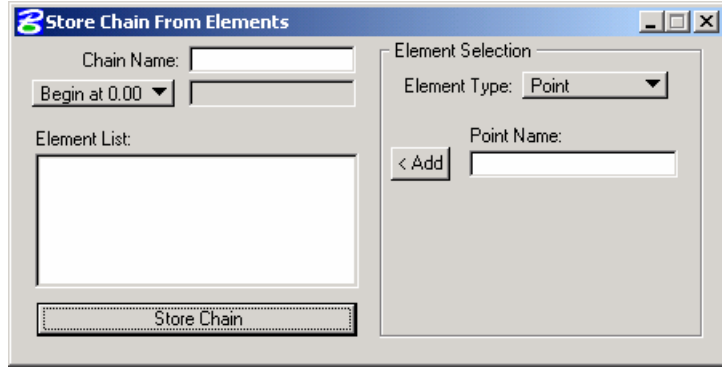 Store Chain From Elements
Chain Name:
Begin at 0.00
Element List:
Store Chain
Element Selection
Element Type: Point
Point Name:
< Add